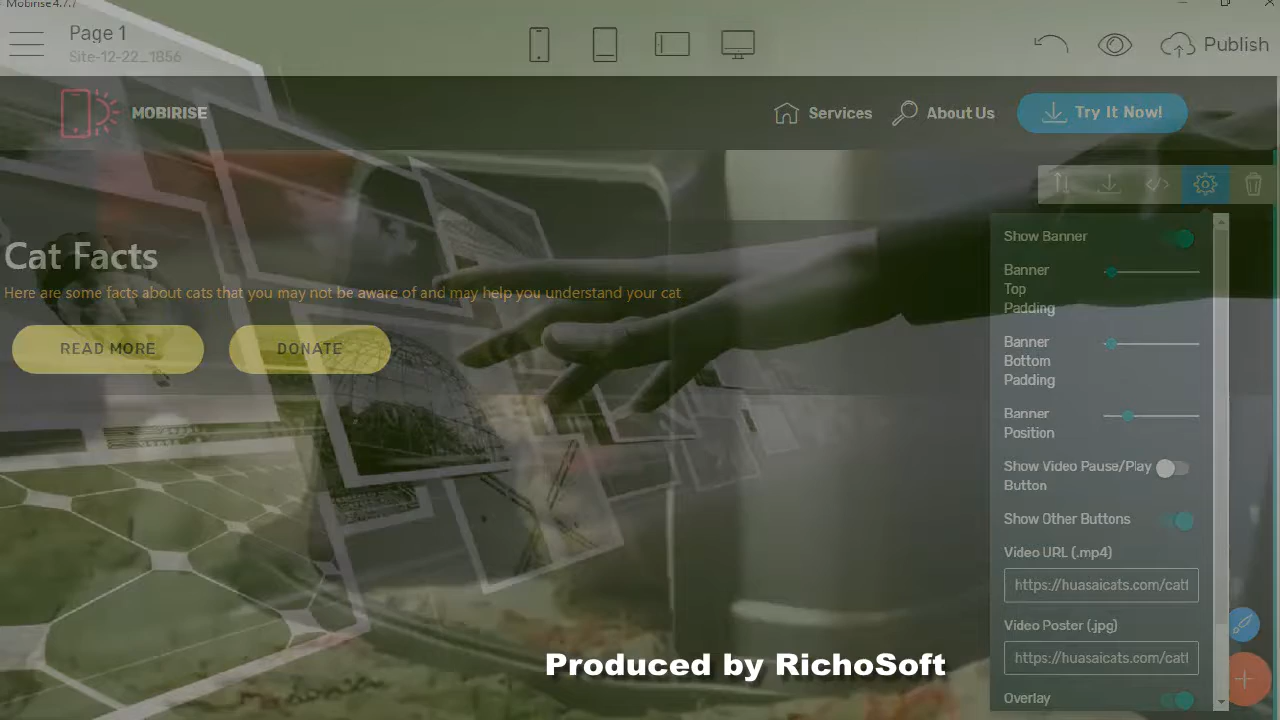 Mobirise 4.7.7
Page 1
Site-12-22_1856
Publish
MOBIRISE
Services
About Us
Try It Now!
Cat Facts
Here are some facts about cats that you may not be aware of and may help you understand your cat
READ MORE
DONATE
Show Banner
Banner
Top
Padding
Banner
Bottom
Padding
Banner
Position
Show Video Pause/Play
Button
Show Other Buttons
Video URL (.mp4)
https://huasaicats.com/catf
Video Poster (.jpg)
https://huasaicats.com/catf
Overlay
Produced by RichoSoft